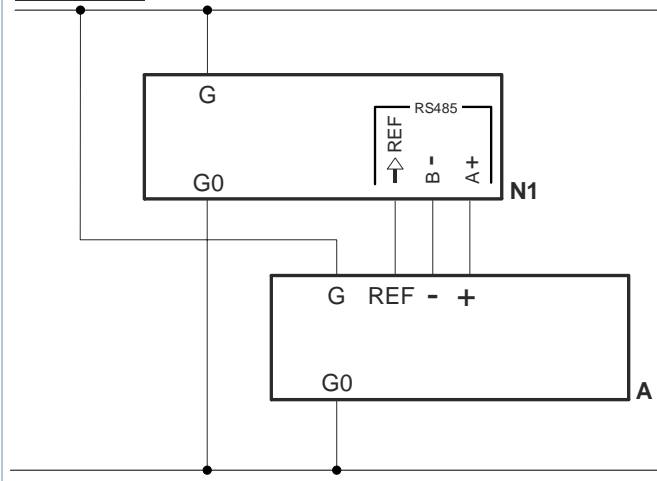 G
RS485
REF
B -
A +
G0
N1
G REF - +
G0
A